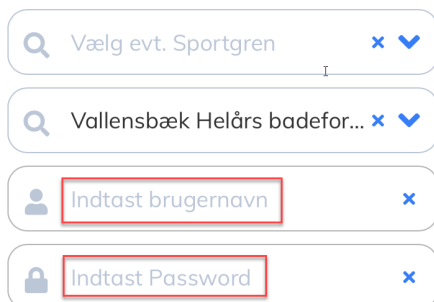 Vælg evt. Sportgren
Vallensbæk Helårs badefor...
Indtast brugernavn
Indtast Password